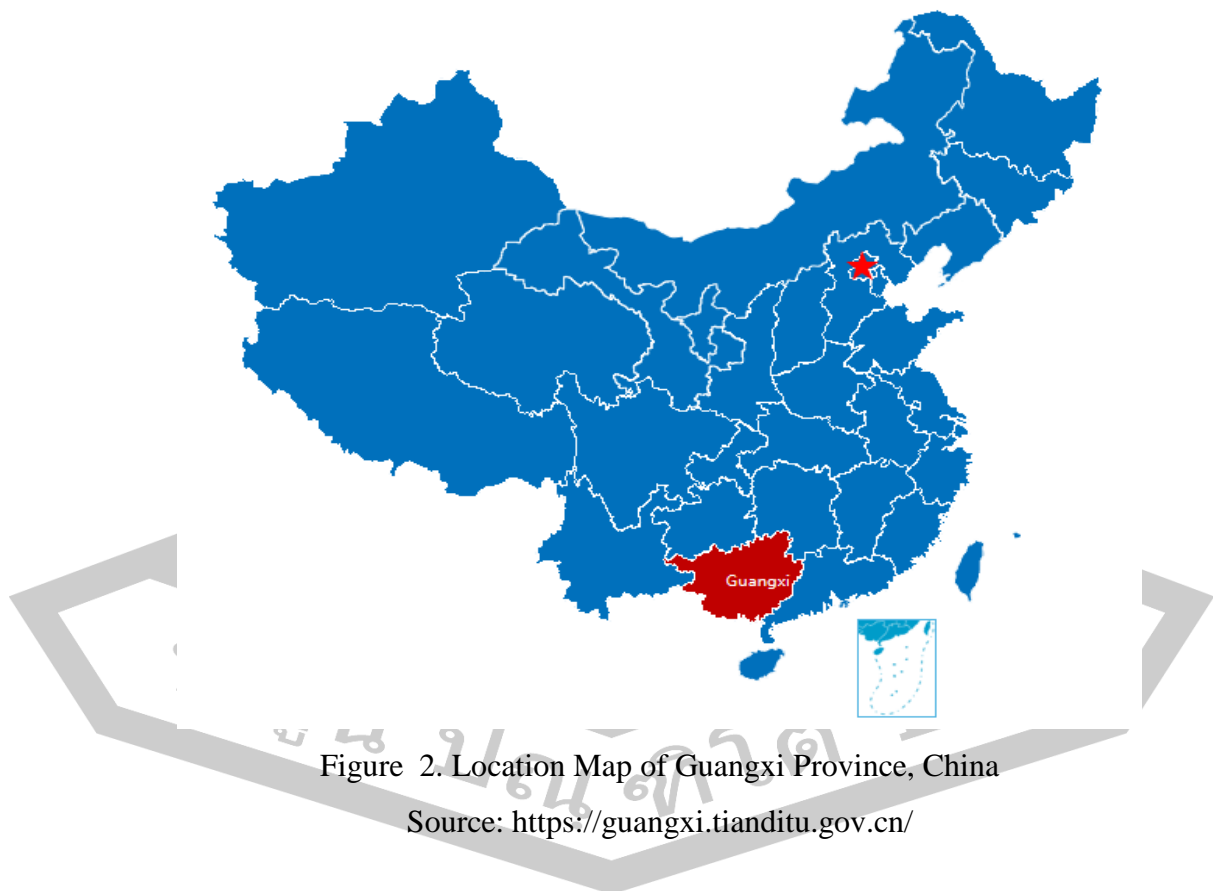 Guangxi
Figure 2. Location Map of Guangxi Province, China
Source: https://guangxi.tianditu.gov.cn/